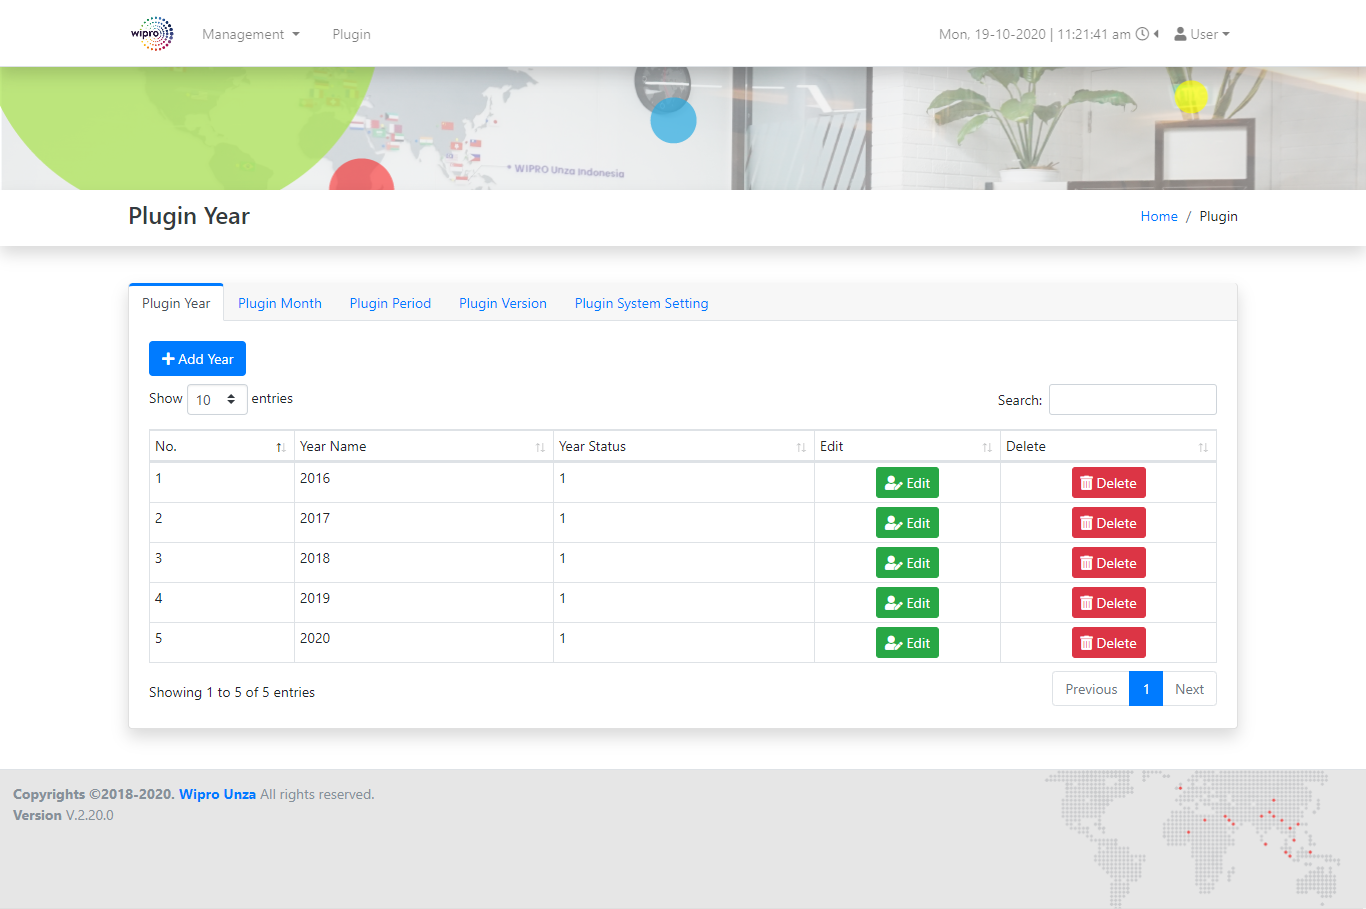 wipro
Management
Plugin
Mon, 19-10-2020 | 11:21:41 am
User
* WIPRO Unza Indonesia
Plugin Year
Home / Plugin
Plugin Year
Plugin Month
Plugin Period
Plugin Version
Plugin System Setting
Add Year
Show 10 entries
Search:
No. Year Name Year Status Edit Delete
1 2016 1 Edit Delete
2 2017 1 Edit Delete
3 2018 1 Edit Delete
4 2019 1 Edit Delete
5 2020 1 Edit Delete
Showing 1 to 5 of 5 entries
Previous 1 Next
Copyrights ©2018-2020. Wipro Unza All rights reserved.
Version V.2.20.0